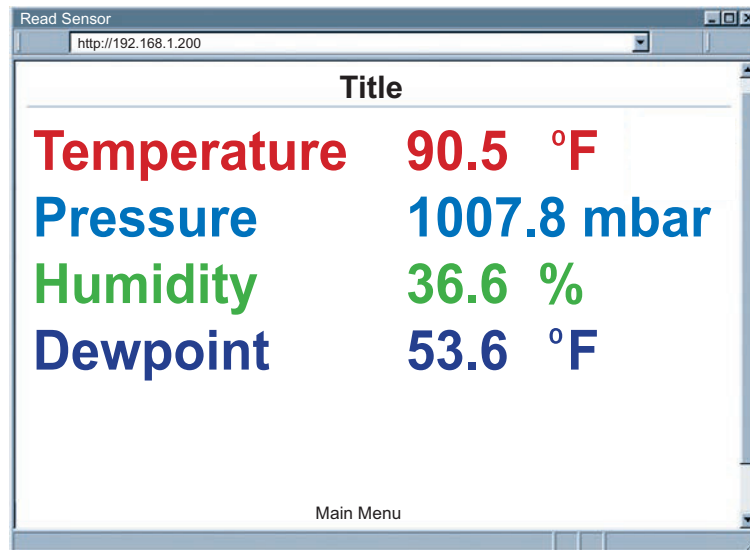 Read Sensor
http://192.168.1.200
Title
Temperature 90.5 °F
Pressure 1007.8 mbar
Humidity 36.6 %
Dewpoint 53.6 °F
Main Menu